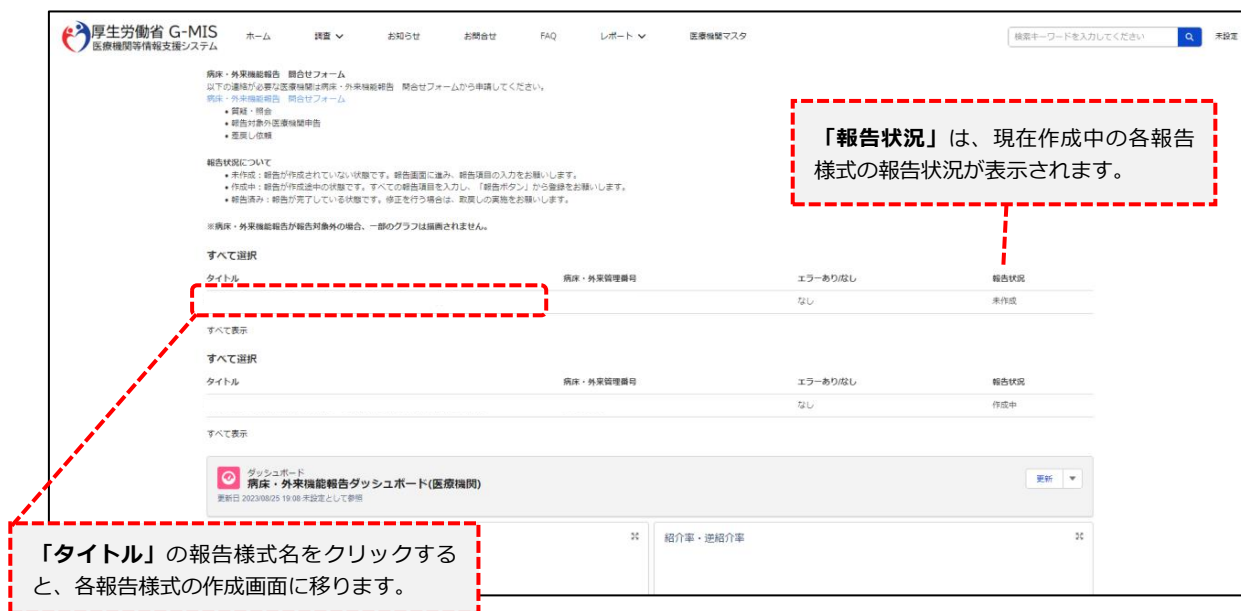 厚生労働省 G-MIS
医療機関等情報支援システム
ホーム 調査 お知らせ お問合せ FAQ レポート 医療機関マスタ 検索キーワードを入力してください 未設定
病床・外来機能報告 問合せフォーム
以下の連絡が必要な医療機関は病床・外来機能報告 問合せフォームから申請してください。
病床・外来機能報告 問合せフォーム
• 質疑・照会
• 報告対象外医療機関申告
• 差戻し依頼
「報告状況」は、現在作成中の各報告
様式の報告状況が表示されます。
報告状況について
• 未作成：報告が作成されていない状態です。報告画面に進み、報告項目の入力をお願いします。
• 作成中：報告が作成途中の状態です。すべての報告項目を入力し、「報告ボタン」から登録をお願いします。
• 報告済み：報告が完了している状態です。修正を行う場合は、取戻しの実施をお願いします。
※病床・外来機能報告が報告対象外の場合、一部のグラフは描画されません。
すべて選択
タイトル 病床・外来管理番号 エラーあり/なし 報告状況
なし 未作成
すべて表示
すべて選択
タイトル 病床・外来管理番号 エラーあり/なし 報告状況
なし 作成中
すべて表示
ダッシュボード
病床・外来機能報告ダッシュボード(医療機関)
更新
更新日 2023/08/25 19:08 未設定として参照
紹介率・逆紹介率
「タイトル」の報告様式名をクリックする
と、各報告様式の作成画面に移ります。